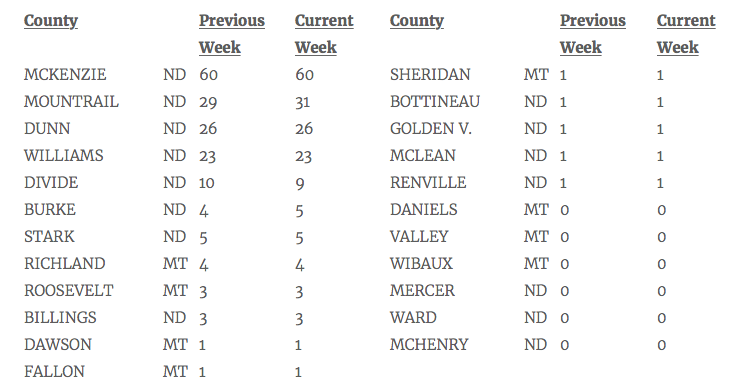 County Previous Current County Previous Current
Week Week Week Week
MCKENZIE ND 60 60 SHERIDAN MT 1 1
MOUNTRAIL ND 29 31 BOTTINEAU ND 1 1
DUNN ND 26 26 GOLDEN V. ND 1 1
WILLIAMS ND 23 23 MCLEAN ND 1 1
DIVIDE ND 10 9 RENVILLE ND 1 1
BURKE ND 4 5 DANIELS MT 0 0
STARK ND 5 5 VALLEY MT 0 0
RICHLAND MT 4 4 WIBAUX MT 0 0
ROOSEVELT MT 3 3 MERCER ND 0 0
BILLINGS ND 3 3 WARD ND 0 0
DAWSON MT 1 1 MCHENRY ND 0 0
FALLON MT 1 1